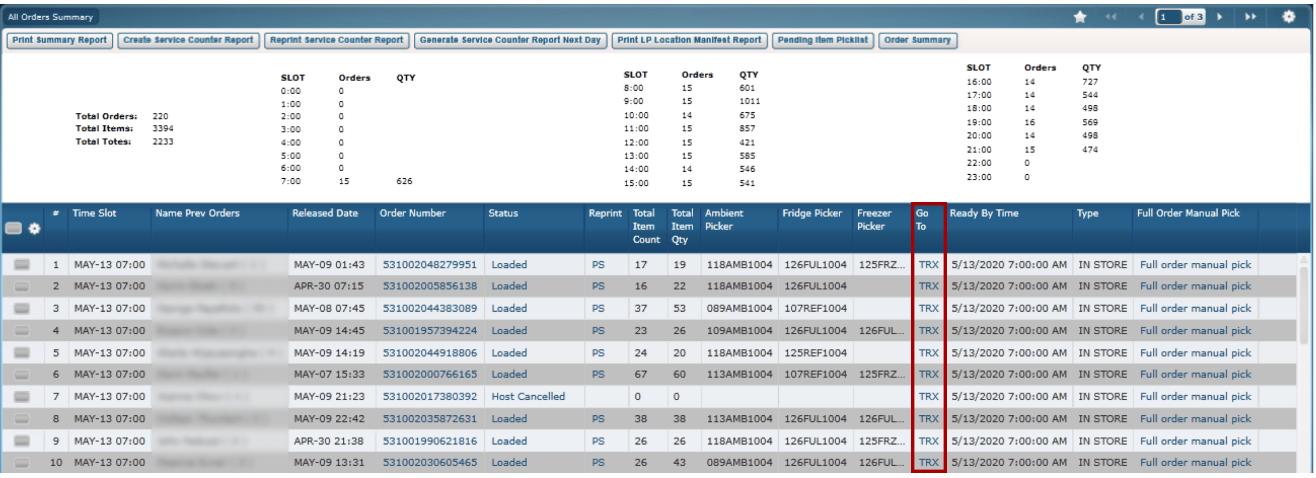 All Orders Summary 1 of 3
Print Summary Report Create Service Counter Report Reprint Service Counter Report Generate Service Counter Report Next Day Print LP Location Manifest Report Pending Item Picklist Order Summary
Total Orders: 220
Total Items: 3394
Total Totes: 2233
SLOT Orders QTY
0:00 0
1:00 0
2:00 0
3:00 0
4:00 0
5:00 0
6:00 0
7:00 15 626
SLOT Orders QTY
8:00 15 601
9:00 15 1011
10:00 14 675
11:00 15 857
12:00 15 421
13:00 15 585
14:00 14 546
15:00 15 541
SLOT Orders QTY
16:00 14 727
17:00 14 544
18:00 14 498
19:00 16 569
20:00 14 498
21:00 15 474
22:00 0
23:00 0
# Time Slot Name Prev Orders Released Date Order Number Status Reprint Total Item Count Total Item Qty Ambient Picker Fridge Picker Freezer Picker Go To Ready By Time Type Full Order Manual Pick
1 MAY-13 07:00 MAY-09 01:43 531002048279951 Loaded PS 17 19 118AMB1004 126FUL1004 125FRZ... TRX 5/13/2020 7:00:00 AM IN STORE Full order manual pick
2 MAY-13 07:00 APR-30 07:15 531002005856138 Loaded PS 16 22 118AMB1004 126FUL1004 TRX 5/13/2020 7:00:00 AM IN STORE Full order manual pick
3 MAY-13 07:00 MAY-08 07:45 531002044383089 Loaded PS 37 53 089AMB1004 107REF1004 TRX 5/13/2020 7:00:00 AM IN STORE Full order manual pick
4 MAY-13 07:00 MAY-09 14:45 531001957394224 Loaded PS 23 26 109AMB1004 126FUL1004 126FUL... TRX 5/13/2020 7:00:00 AM IN STORE Full order manual pick
5 MAY-13 07:00 MAY-09 14:19 531002044918806 Loaded PS 24 20 118AMB1004 125REF1004 TRX 5/13/2020 7:00:00 AM IN STORE Full order manual pick
6 MAY-13 07:00 MAY-07 15:33 531002000766165 Loaded PS 67 60 113AMB1004 107REF1004 125FRZ... TRX 5/13/2020 7:00:00 AM IN STORE Full order manual pick
7 MAY-13 07:00 MAY-09 21:23 531002017380392 Host Cancelled 0 0 TRX 5/13/2020 7:00:00 AM IN STORE Full order manual pick
8 MAY-13 07:00 MAY-09 22:42 531002035872631 Loaded PS 38 38 113AMB1004 126FUL1004 126FUL... TRX 5/13/2020 7:00:00 AM IN STORE Full order manual pick
9 MAY-13 07:00 APR-30 21:38 531001990621816 Loaded PS 26 26 118AMB1004 126FUL1004 125FRZ... TRX 5/13/2020 7:00:00 AM IN STORE Full order manual pick
10 MAY-13 07:00 MAY-09 13:31 531002030605465 Loaded PS 26 43 089AMB1004 126FUL1004 126FUL... TRX 5/13/2020 7:00:00 AM IN STORE Full order manual pick